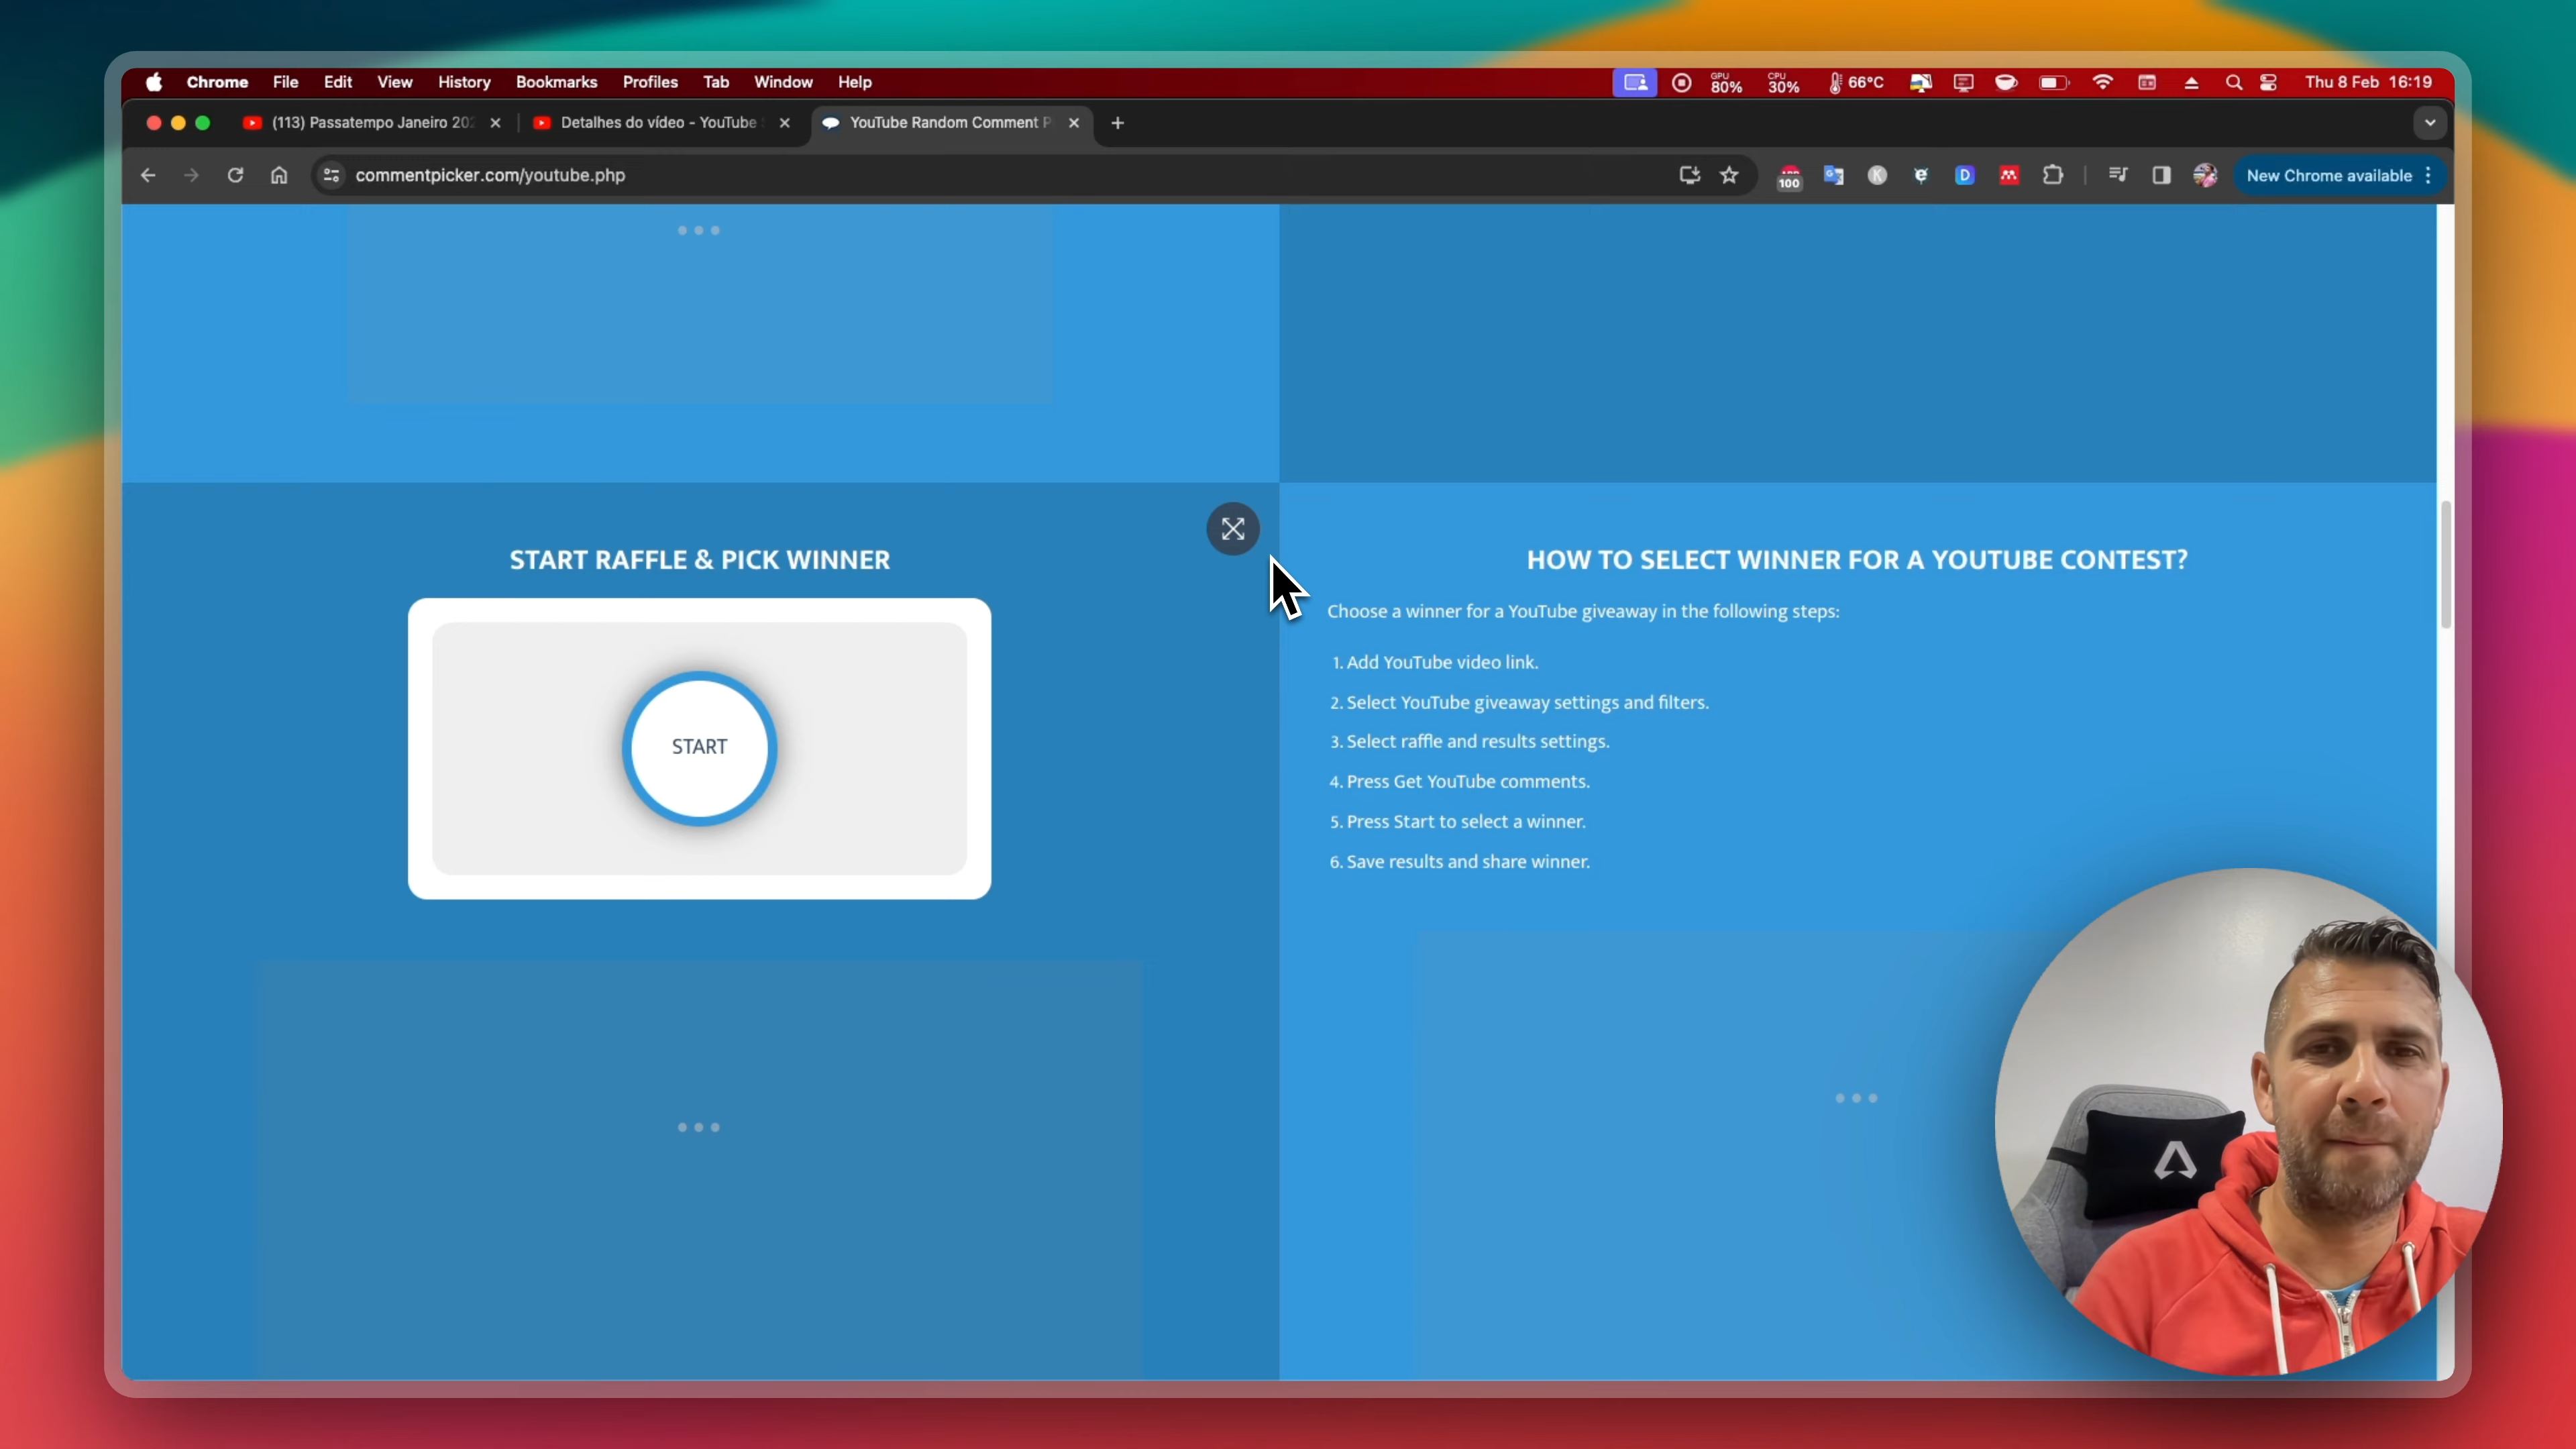 Chrome File Edit View History Bookmarks Profiles Tab Window Help GPU 80% CPU 30% 66°C Thu 8 Feb 16:19
(113) Passatempo Janeiro 202
Detalhes do vídeo - YouTube S
YouTube Random Comment P
commentpicker.com/youtube.php
100
K
D
New Chrome available
START RAFFLE & PICK WINNER
START
HOW TO SELECT WINNER FOR A YOUTUBE CONTEST?
Choose a winner for a YouTube giveaway in the following steps:
1. Add YouTube video link.
2. Select YouTube giveaway settings and filters.
3. Select raffle and results settings.
4. Press Get YouTube comments.
5. Press Start to select a winner.
6. Save results and share winner.